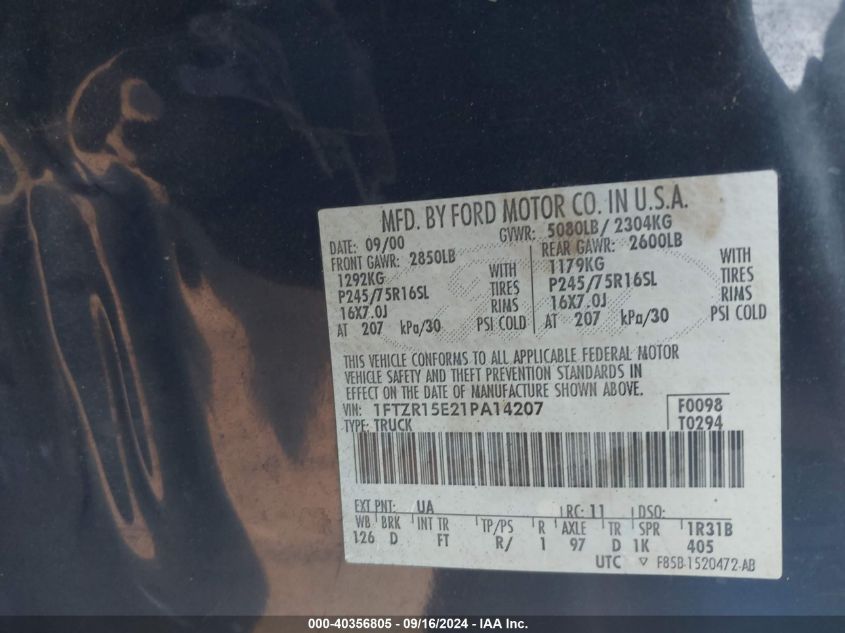 MFD. BY FORD MOTOR CO. IN U.S.A.
DATE: 09/00 GVWR: 5080LB/ 2304KG
FRONT GAWR: 2850LB REAR GAWR: 2600LB
1292KG WITH 1179KG WITH
P245/75R16SL TIRES P245/75R16SL TIRES
16X7.0J RIMS 16X7.0J RIMS
AT 207 kPa/30 PSI COLD AT 207 kPa/30 PSI COLD
THIS VEHICLE CONFORMS TO ALL APPLICABLE FEDERAL MOTOR
VEHICLE SAFETY AND THEFT PREVENTION STANDARDS IN
EFFECT ON THE DATE OF MANUFACTURE SHOWN ABOVE.
VIN: 1FTZR15E21PA14207 F0098
TYPE: TRUCK T0294
EXT PNT: UA RC: 11 DSO:
WB BRK INT TR TP/PS R AXLE TR SPR 1R31B
126 D FT R/ 1 97 D 1K 405
UTC ▽ F85B-1520472-AB
000-40356805 - 09/16/2024 - IAA Inc.